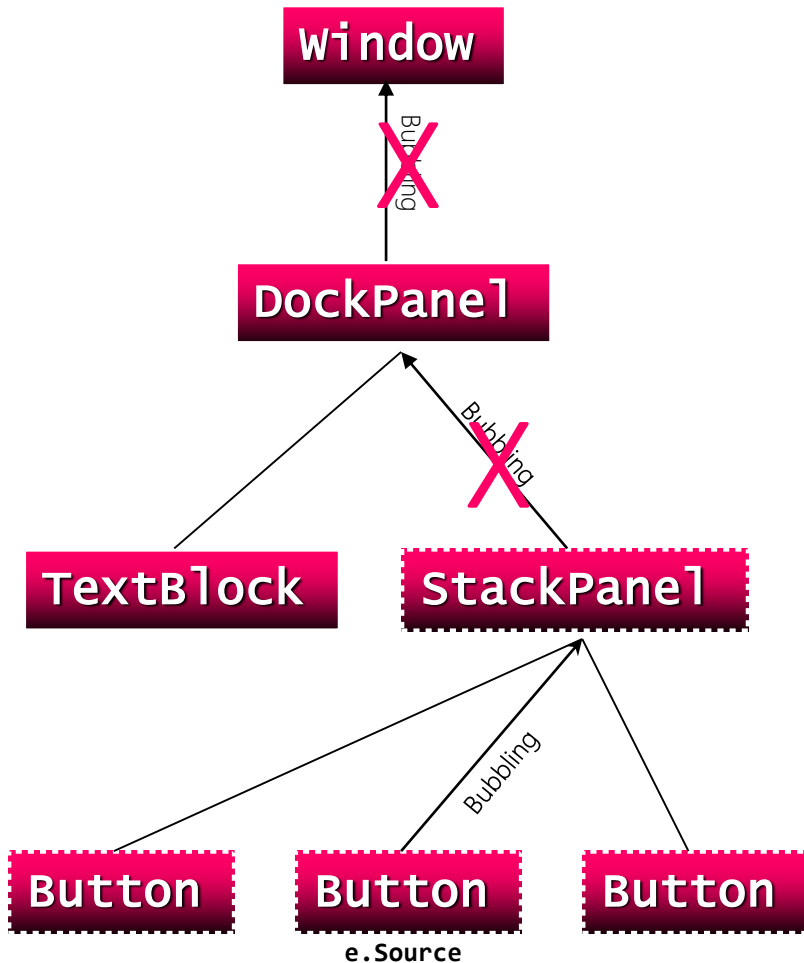 Window
Bubbling
DockPanel
Bubbling
TextBlock
StackPanel
Bubbling
Button
Button
Button
e.Source